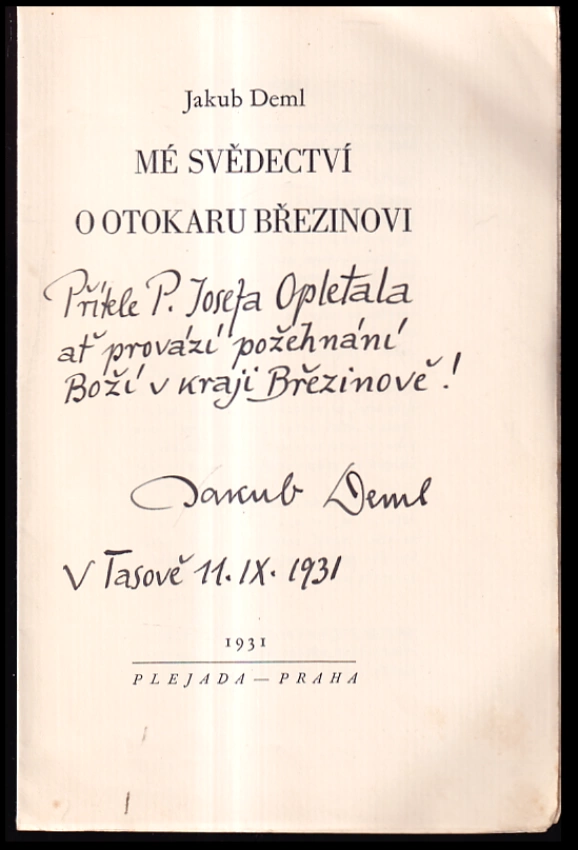 Jakub Deml
MÉ SVĚDECTVÍ
O OTOKARU BŘEZINOVI
Přítele P. Josefa Opletala
ať provází požehnání
Boží v kraji Březinově!
Jakub Deml
V Tasově 11. IX. 1931
1931
PLEJADA — PRAHA